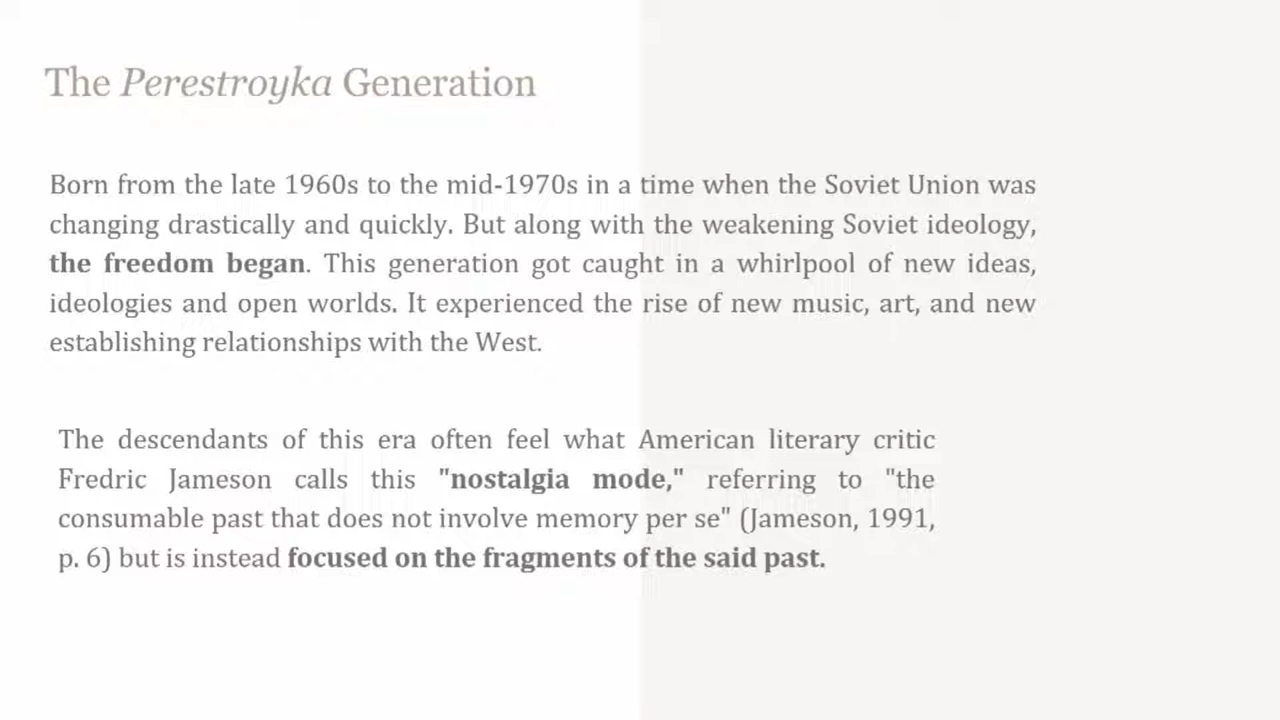 The Perestroyka Generation
Born from the late 1960s to the mid-1970s in a time when the Soviet Union was
changing drastically and quickly. But along with the weakening Soviet ideology,
the freedom began. This generation got caught in a whirlpool of new ideas,
ideologies and open worlds. It experienced the rise of new music, art, and new
establishing relationships with the West.
The descendants of this era often feel what American literary critic
Fredric Jameson calls this "nostalgia mode," referring to "the
consumable past that does not involve memory per se" (Jameson, 1991,
p. 6) but is instead focused on the fragments of the said past.